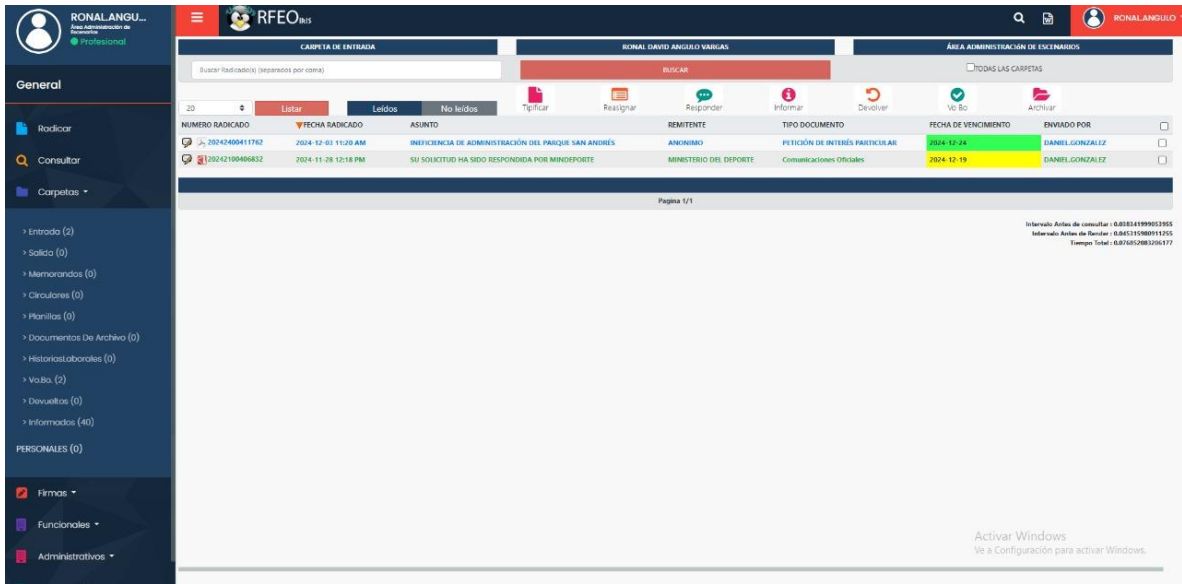 RONAL.ANGU...
Área Administración de
Escenarios
Profesional
General
Radicar
Consultar
Carpetas
> Entrada (2)
> Salida (0)
> Memorandos (0)
> Circulares (0)
> Planillas (0)
> Documentos De Archivo (0)
> HistoriasLaborales (0)
> Vo.Bo. (2)
> Devueltos (0)
> Informados (40)
PERSONALES (0)
Firmas
Funcionales
Administrativos
RFEO
RONAL.ANGULO
CARPETA DE ENTRADA RONAL DAVID ANGULO VARGAS ÁREA ADMINISTRACIÓN DE ESCENARIOS
Buscar Radicado(s) (separados por coma) BUSCAR TODAS LAS CARPETAS
20 Listar Leídos No leídos Tipificar Reasignar Responder Informar Devolver Vo Bo Archivar
NUMERO RADICADO FECHA RADICADO ASUNTO REMITENTE TIPO DOCUMENTO FECHA DE VENCIMIENTO ENVIADO POR
20242400411762 2024-12-03 11:20 AM INEFICIENCIA DE ADMINISTRACIÓN DEL PARQUE SAN ANDRÉS ANONIMO PETICIÓN DE INTERÉS PARTICULAR 2024-12-24 DANIEL.GONZALEZ
20242100406832 2024-11-28 12:18 PM SU SOLICITUD HA SIDO RESPONDIDA POR MINDEPORTE MINISTERIO DEL DEPORTE Comunicaciones Oficiales 2024-12-19 DANIEL.GONZALEZ
Pagina 1/1
Intervalo Antes de consultar : 0.038341999053955
Intervalo Antes de Render : 0.045315980911255
Tiempo Total : 0.076852083206177
Activar Windows
Ve a Configuración para activar Windows.